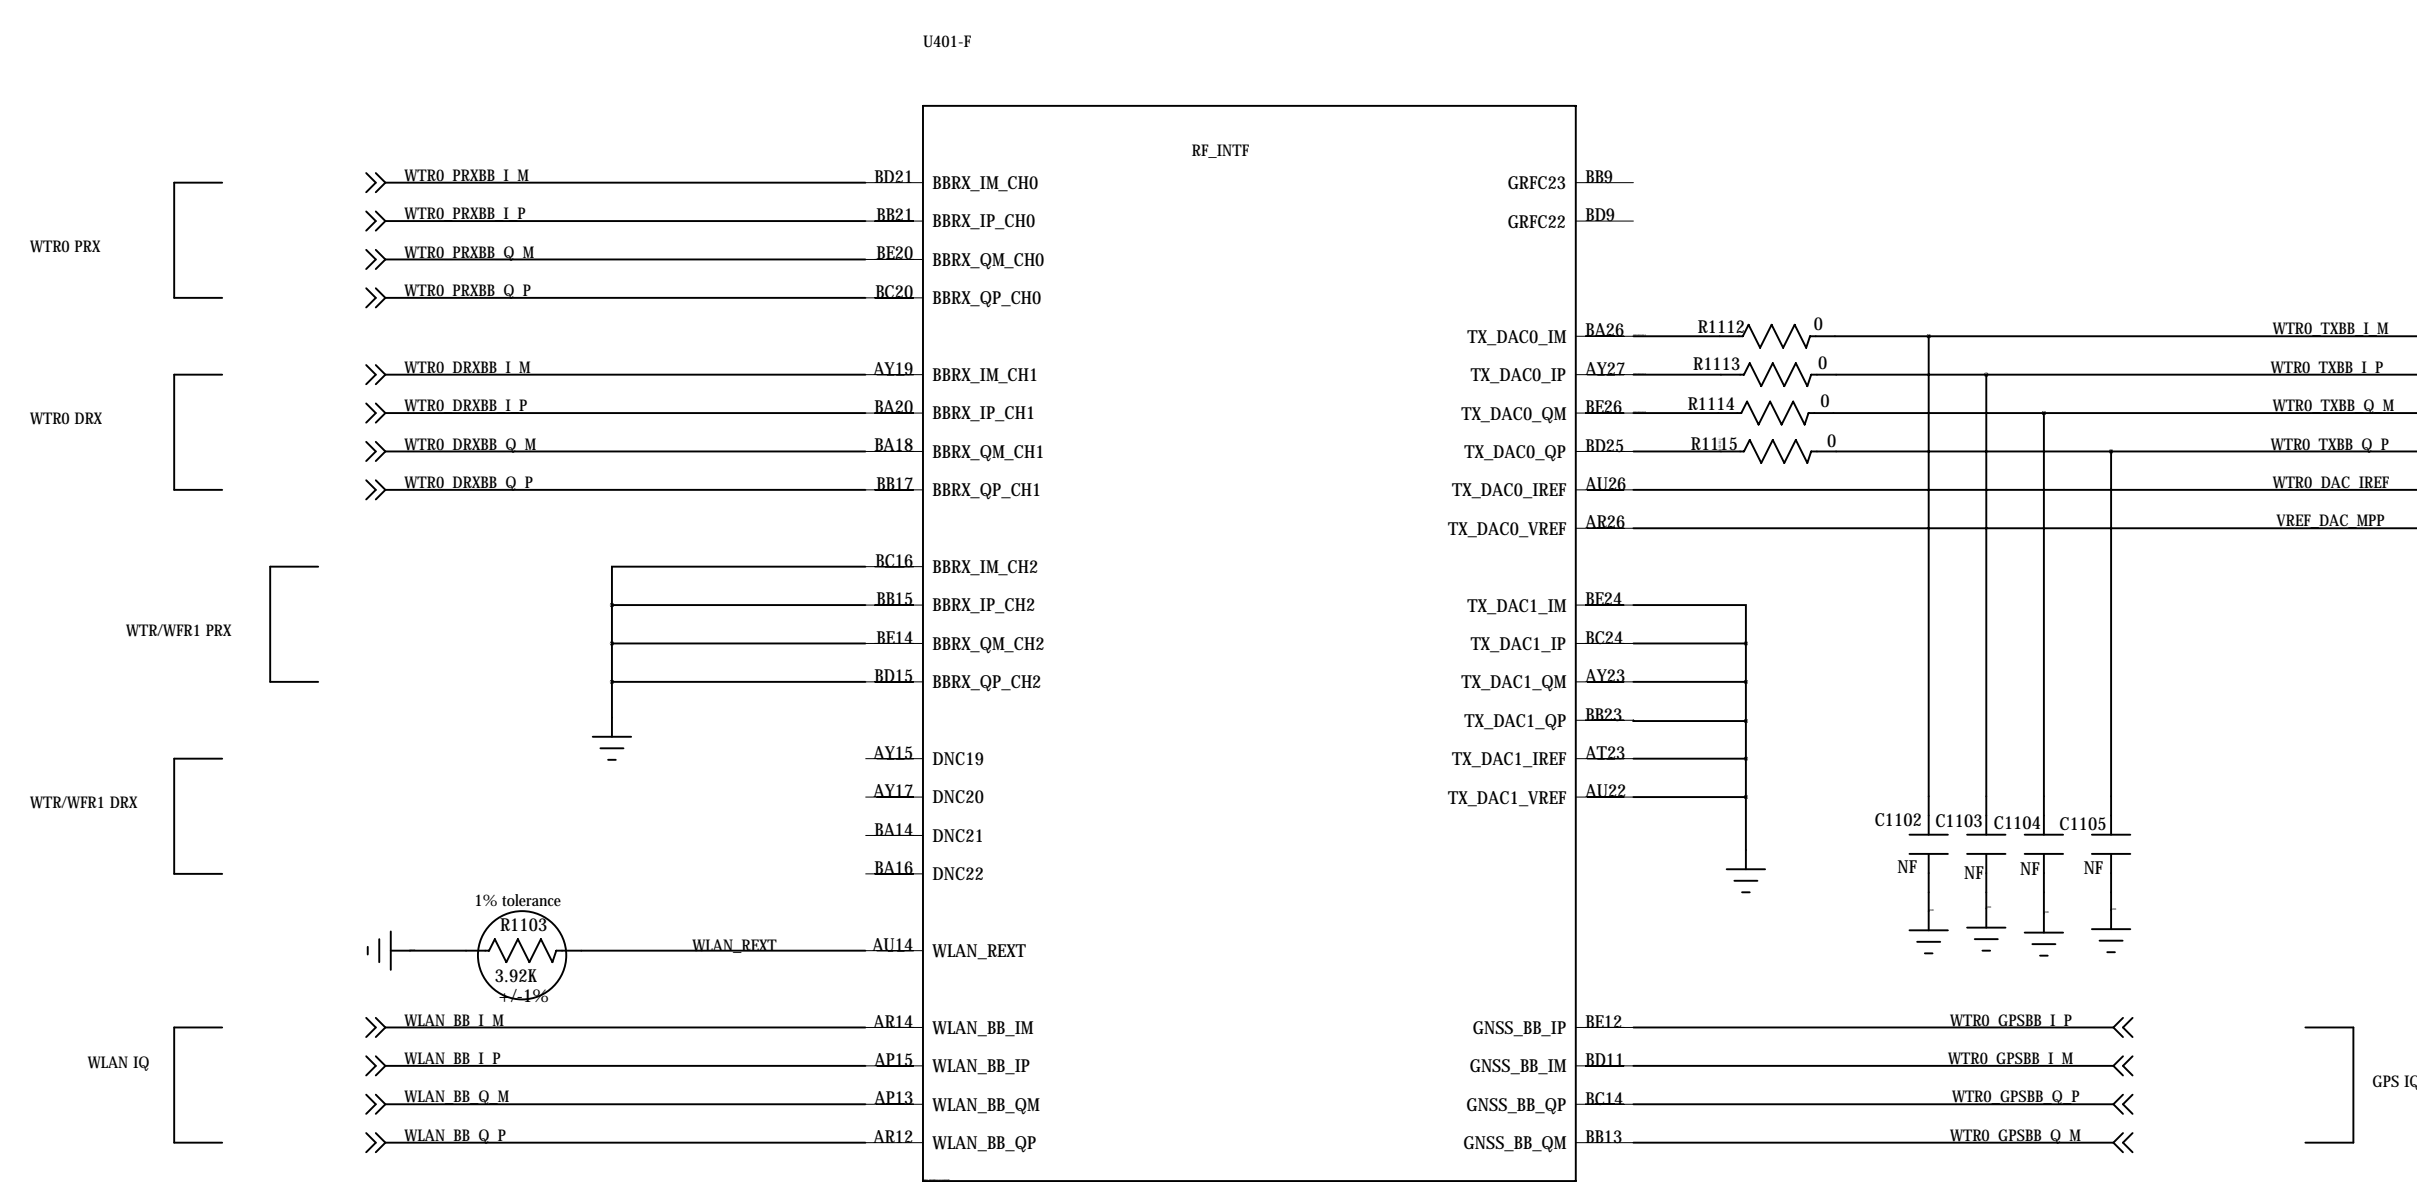 U401-F
RF_INTF
WTR0 PRX
WTR0_PRXBB_I_M BD21 BBRX_IM_CH0
WTR0_PRXBB_I_P BB21 BBRX_IP_CH0
WTR0_PRXBB_Q_M BE20 BBRX_QM_CH0
WTR0_PRXBB_Q_P BC20 BBRX_QP_CH0
WTR0 DRX
WTR0_DRXBB_I_M AY19 BBRX_IM_CH1
WTR0_DRXBB_I_P BA20 BBRX_IP_CH1
WTR0_DRXBB_Q_M BA18 BBRX_QM_CH1
WTR0_DRXBB_Q_P BB17 BBRX_QP_CH1
WTR/WFR1 PRX
BC16 BBRX_IM_CH2
BB15 BBRX_IP_CH2
BE14 BBRX_QM_CH2
BD15 BBRX_QP_CH2
WTR/WFR1 DRX
AY15 DNC19
AY17 DNC20
BA14 DNC21
BA16 DNC22
1% tolerance
R1103
3.92K
+/-1%
WLAN_REXT AU14 WLAN_REXT
WLAN IQ
WLAN_BB_I_M AR14 WLAN_BB_IM
WLAN_BB_I_P AP15 WLAN_BB_IP
WLAN_BB_Q_M AP13 WLAN_BB_QM
WLAN_BB_Q_P AR12 WLAN_BB_QP
GRFC23 BB9
GRFC22 BD9
TX_DAC0_IM BA26 R1112 0 WTR0_TXBB_I_M
TX_DAC0_IP AY27 R1113 0 WTR0_TXBB_I_P
TX_DAC0_QM BE26 R1114 0 WTR0_TXBB_Q_M
TX_DAC0_QP BD25 R1115 0 WTR0_TXBB_Q_P
TX_DAC0_IREF AU26 WTR0_DAC_IREF
TX_DAC0_VREF AR26 VREF_DAC_MPP
TX_DAC1_IM BE24
TX_DAC1_IP BC24
TX_DAC1_QM AY23
TX_DAC1_QP BB23
TX_DAC1_IREF AT23
TX_DAC1_VREF AU22
C1102 C1103 C1104 C1105
NF NF NF NF
GNSS_BB_IP BE12 WTR0_GPSBB_I_P
GNSS_BB_IM BD11 WTR0_GPSBB_I_M
GNSS_BB_QP BC14 WTR0_GPSBB_Q_P
GNSS_BB_QM BB13 WTR0_GPSBB_Q_M
GPS IQ